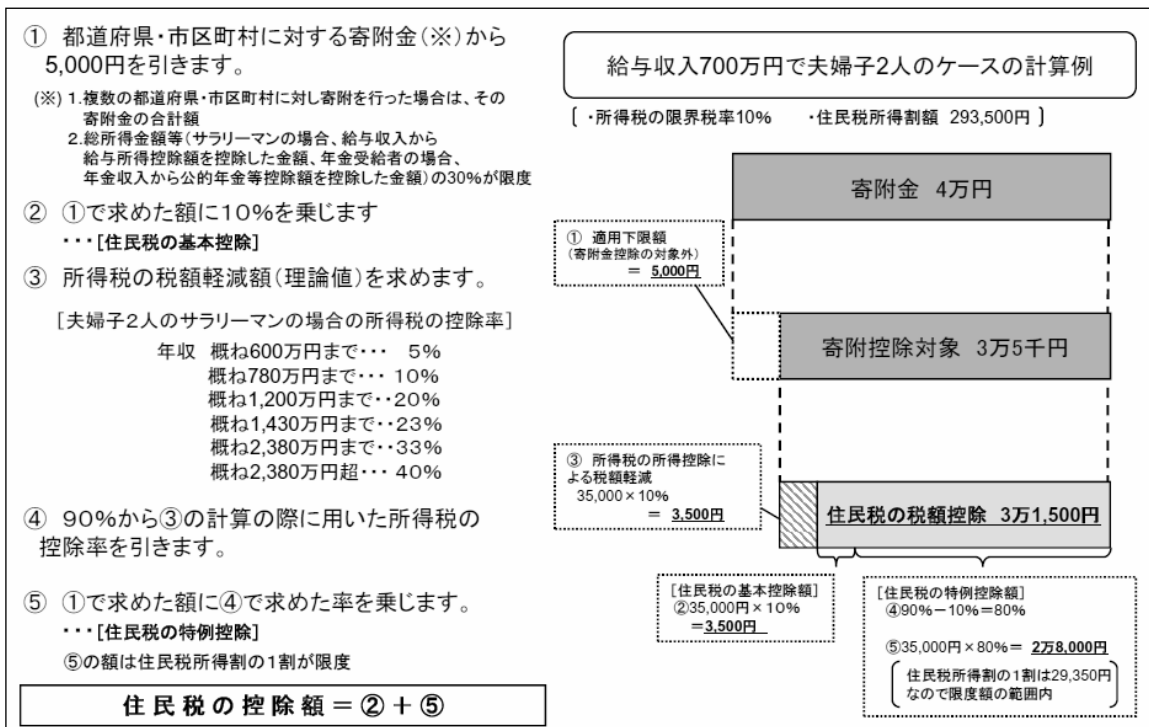 ① 都道府県・市区町村に対する寄附金(※)から
5,000円を引きます。
(※) 1.複数の都道府県・市区町村に対し寄附を行った場合は、その
寄附金の合計額
2.総所得金額等(サラリーマンの場合、給与収入から
給与所得控除額を控除した金額、年金受給者の場合、
年金収入から公的年金等控除額を控除した金額)の30%が限度
② ①で求めた額に10%を乗じます
・・・[住民税の基本控除]
③ 所得税の税額軽減額(理論値)を求めます。
[夫婦子2人のサラリーマンの場合の所得税の控除率]
年収 概ね600万円まで・・・ 5%
概ね780万円まで・・・ 10%
概ね1,200万円まで・・20%
概ね1,430万円まで・・23%
概ね2,380万円まで・・33%
概ね2,380万円超・・・ 40%
④ 90%から③の計算の際に用いた所得税の
控除率を引きます。
⑤ ①で求めた額に④で求めた率を乗じます。
・・・[住民税の特例控除]
⑤の額は住民税所得割の1割が限度
住民税の控除額=②+⑤
給与収入700万円で夫婦子2人のケースの計算例
[ ・所得税の限界税率10% ・住民税所得割額 293,500円 ]
寄附金 4万円
① 適用下限額
(寄附金控除の対象外)
= 5,000円
寄附控除対象 3万5千円
③ 所得税の所得控除に
よる税額軽減
35,000×10%
= 3,500円
住民税の税額控除 3万1,500円
[住民税の基本控除額]
②35,000円×10%
=3,500円
[住民税の特例控除額]
④90%-10%=80%
⑤35,000円×80%= 2万8,000円
住民税所得割の1割は29,350円
なので限度額の範囲内